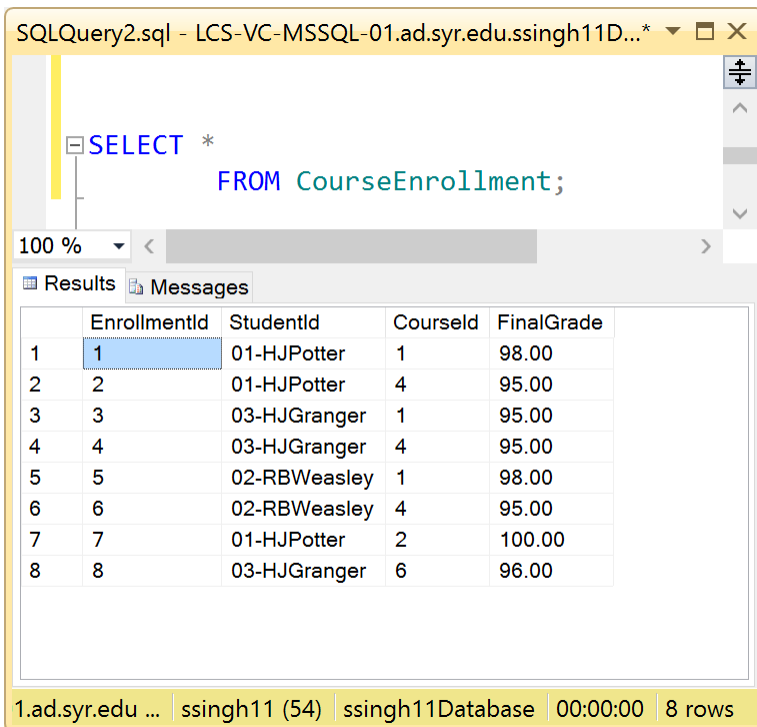 SQLQuery2.sql - LCS-VC-MSSQL-01.ad.syr.edu.ssingh11D...*
SELECT *
FROM CourseEnrollment;
100 %
Results Messages
EnrollmentId StudentId CourseId FinalGrade
1 1 01-HJPotter 1 98.00
2 2 01-HJPotter 4 95.00
3 3 03-HJGranger 1 95.00
4 4 03-HJGranger 4 95.00
5 5 02-RBWeasley 1 98.00
6 6 02-RBWeasley 4 95.00
7 7 01-HJPotter 2 100.00
8 8 03-HJGranger 6 96.00
1.ad.syr.edu ... ssingh11 (54) ssingh11Database 00:00:00 8 rows